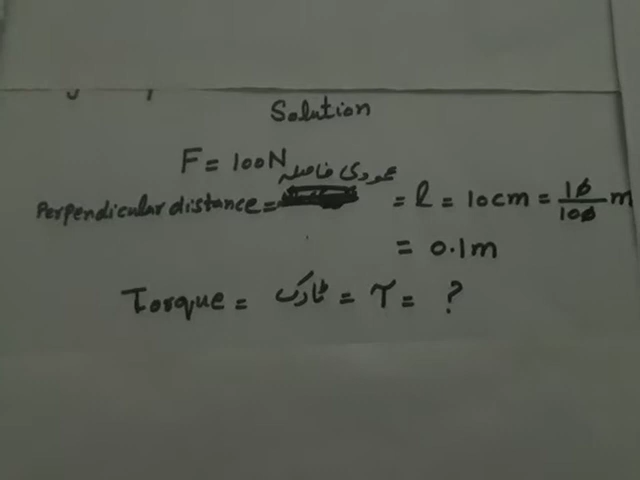 Solution
F = 100N
Perpendicular distance = عمودی فاصلہ = l = 10cm = 10/100 m
= 0.1m
Torque = ٹارک = τ = ?